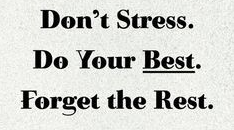 Don't Stress.
Do Your Best.
Forget the Rest.